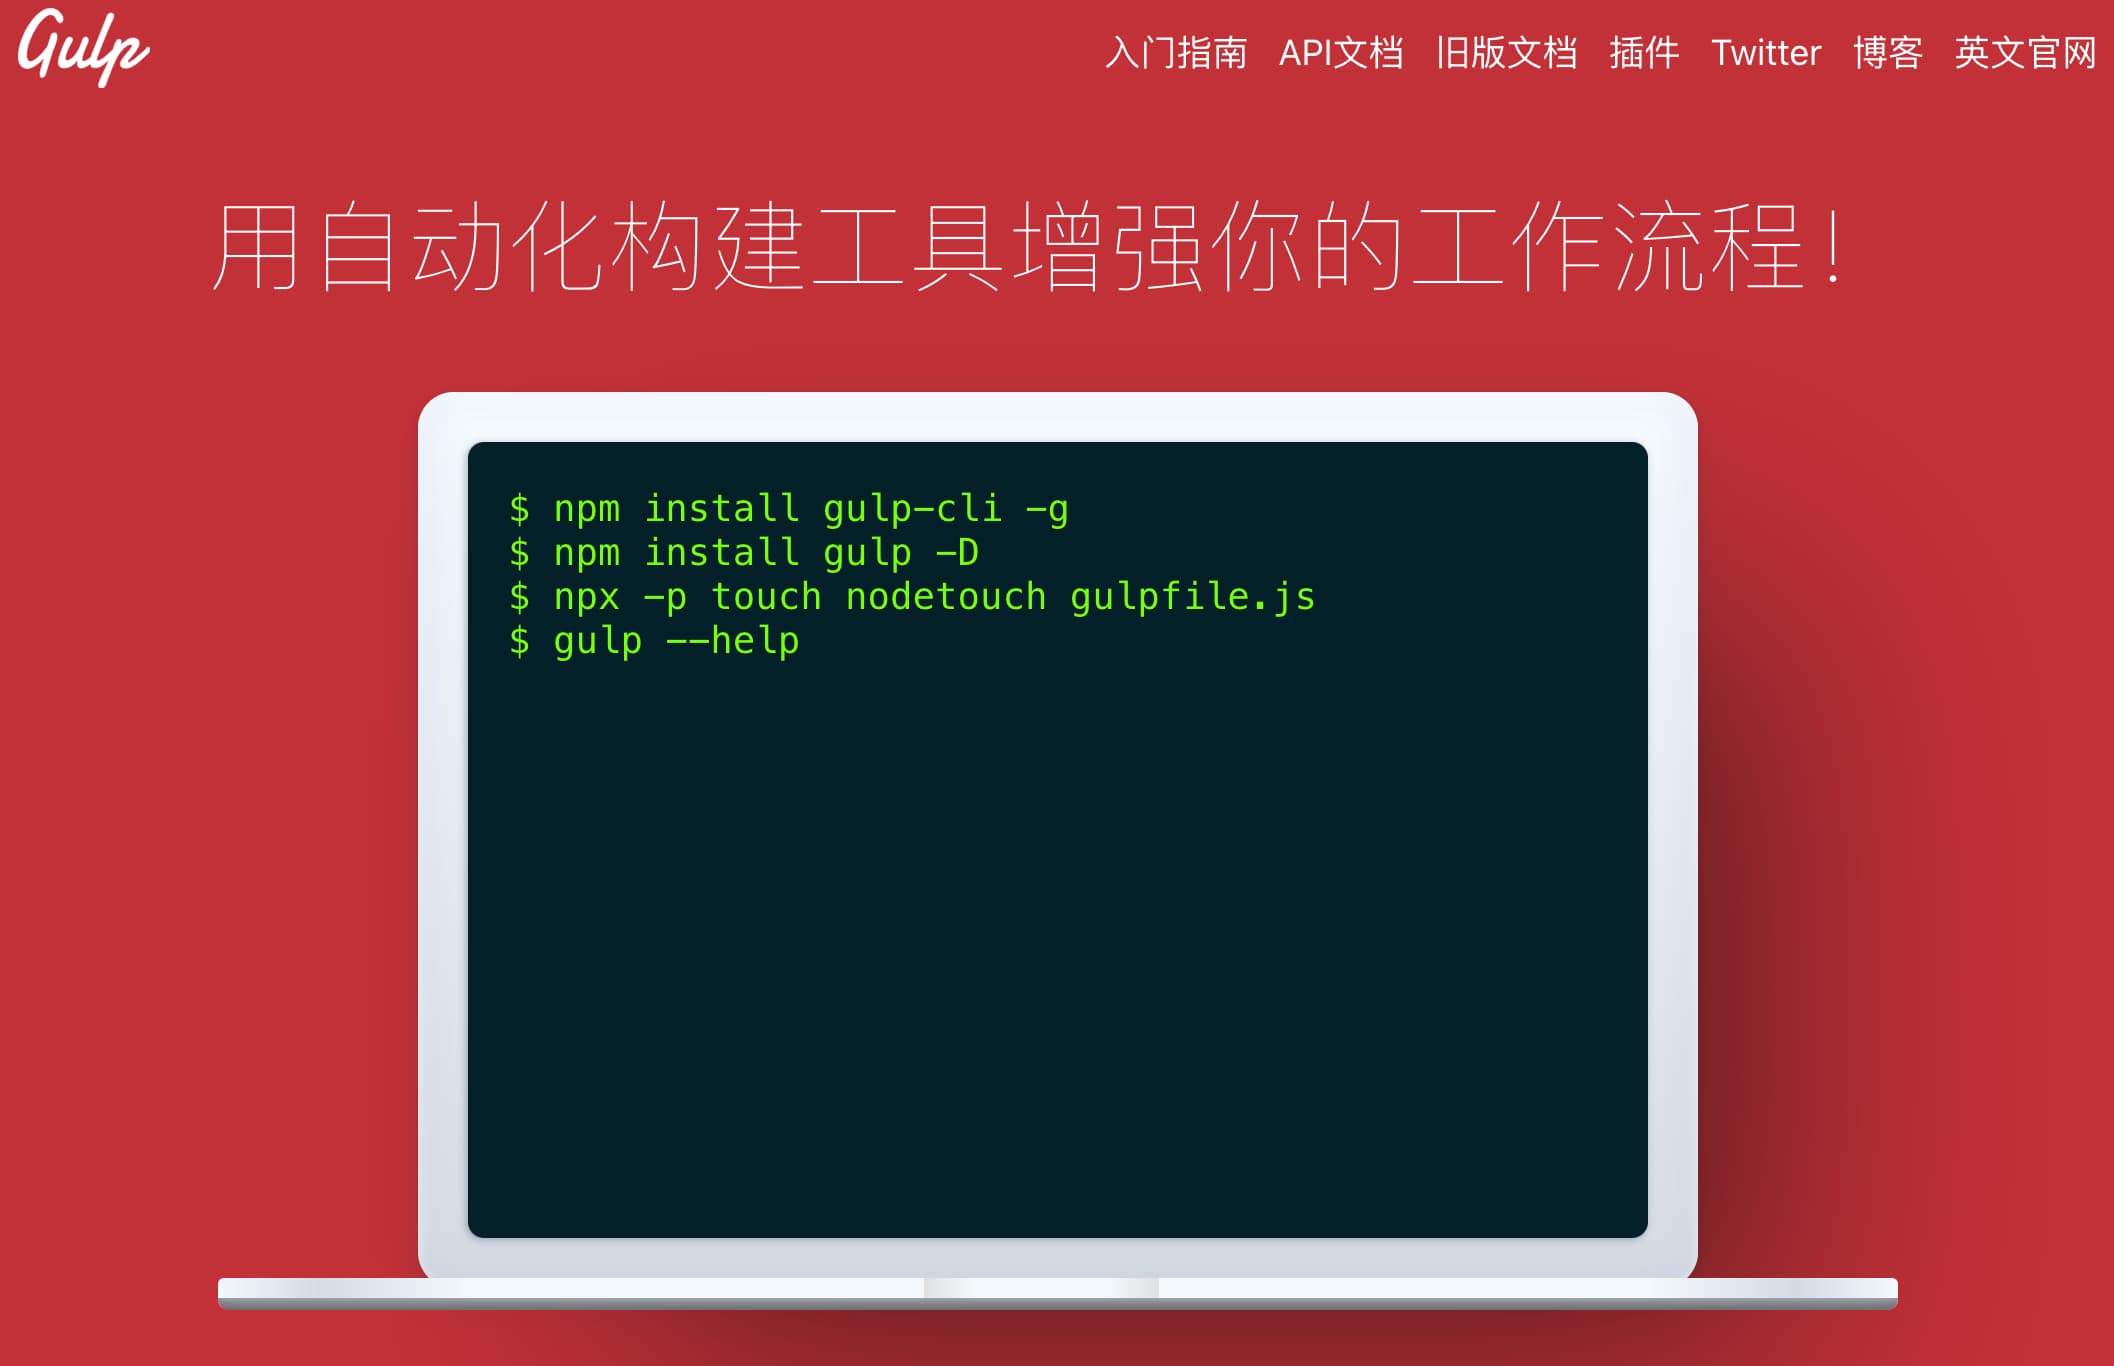 Gulp
入门指南 API文档 旧版文档 插件 Twitter 博客 英文官网
用自动化构建工具增强你的工作流程!
$ npm install gulp-cli -g
$ npm install gulp -D
$ npx -p touch nodetouch gulpfile.js
$ gulp --help